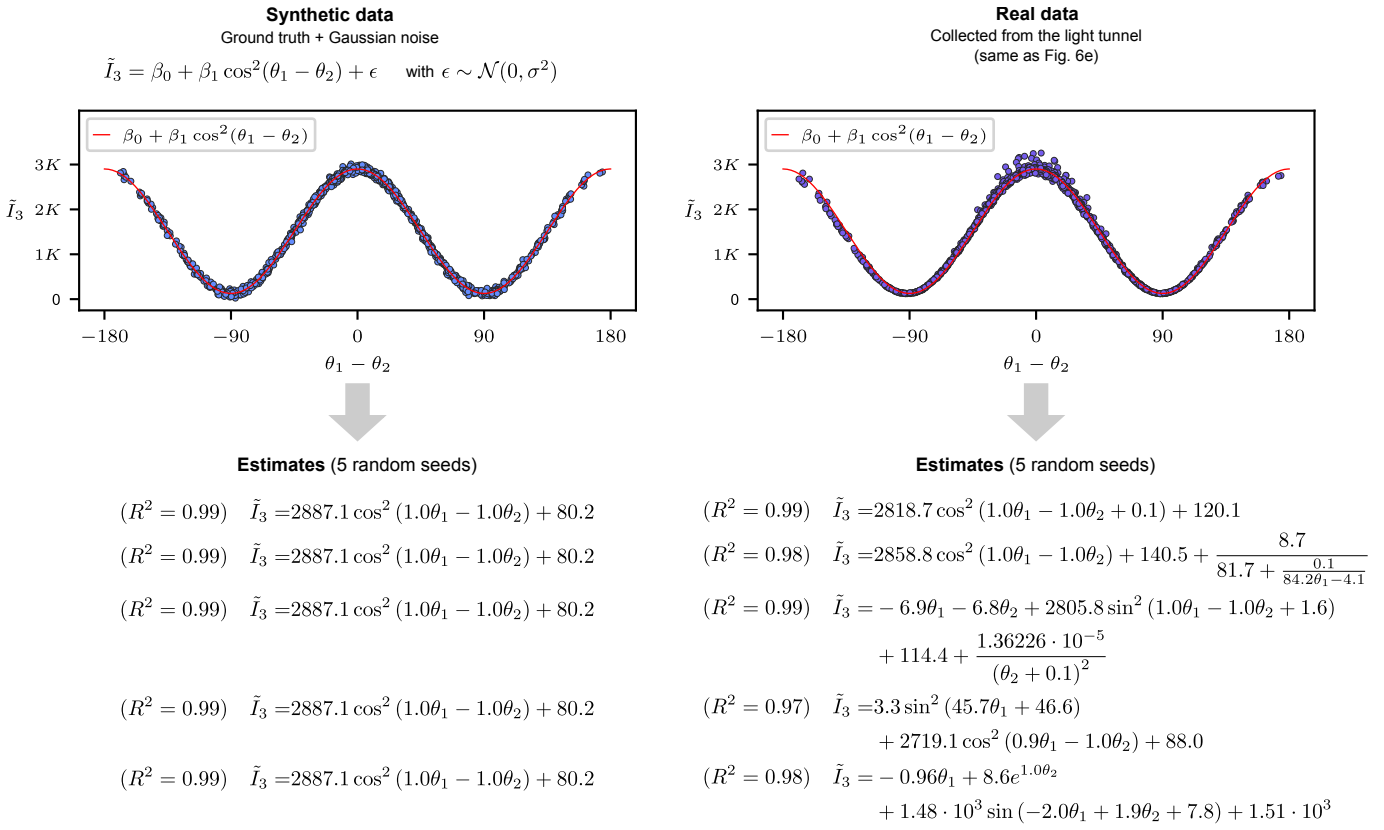 Synthetic data
Ground truth + Gaussian noise
Ĩ₃ = β₀ + β₁ cos²(θ₁ − θ₂) + ϵ with ϵ ∼ 𝒩(0, σ²)
β₀ + β₁ cos²(θ₁ − θ₂)
3K
2K
1K
0
Ĩ₃
−180 −90 0 90 180
θ₁ − θ₂
Estimates (5 random seeds)
(R² = 0.99) Ĩ₃ =2887.1 cos² (1.0θ₁ − 1.0θ₂) + 80.2
(R² = 0.99) Ĩ₃ =2887.1 cos² (1.0θ₁ − 1.0θ₂) + 80.2
(R² = 0.99) Ĩ₃ =2887.1 cos² (1.0θ₁ − 1.0θ₂) + 80.2
(R² = 0.99) Ĩ₃ =2887.1 cos² (1.0θ₁ − 1.0θ₂) + 80.2
(R² = 0.99) Ĩ₃ =2887.1 cos² (1.0θ₁ − 1.0θ₂) + 80.2
Real data
Collected from the light tunnel
(same as Fig. 6e)
β₀ + β₁ cos²(θ₁ − θ₂)
3K
2K
1K
0
Ĩ₃
−180 −90 0 90 180
θ₁ − θ₂
Estimates (5 random seeds)
(R² = 0.99) Ĩ₃ =2818.7 cos² (1.0θ₁ − 1.0θ₂ + 0.1) + 120.1
(R² = 0.98) Ĩ₃ =2858.8 cos² (1.0θ₁ − 1.0θ₂) + 140.5 + 8.7 / (81.7 + 0.1 / (84.2θ₁−4.1))
(R² = 0.99) Ĩ₃ = − 6.9θ₁ − 6.8θ₂ + 2805.8 sin² (1.0θ₁ − 1.0θ₂ + 1.6)
+ 114.4 + 1.36226 · 10⁻⁵ / (θ₂ + 0.1)²
(R² = 0.97) Ĩ₃ =3.3 sin² (45.7θ₁ + 46.6)
+ 2719.1 cos² (0.9θ₁ − 1.0θ₂) + 88.0
(R² = 0.98) Ĩ₃ = − 0.96θ₁ + 8.6e^{1.0θ₂}
+ 1.48 · 10³ sin (−2.0θ₁ + 1.9θ₂ + 7.8) + 1.51 · 10³